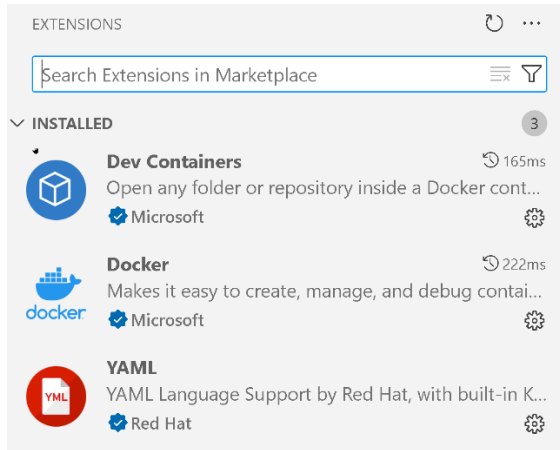 EXTENSIONS
Search Extensions in Marketplace
INSTALLED 3
Dev Containers 165ms
Open any folder or repository inside a Docker cont...
Microsoft
Docker 222ms
Makes it easy to create, manage, and debug contai...
docker
Microsoft
YAML
YAML Language Support by Red Hat, with built-in K...
YML
Red Hat